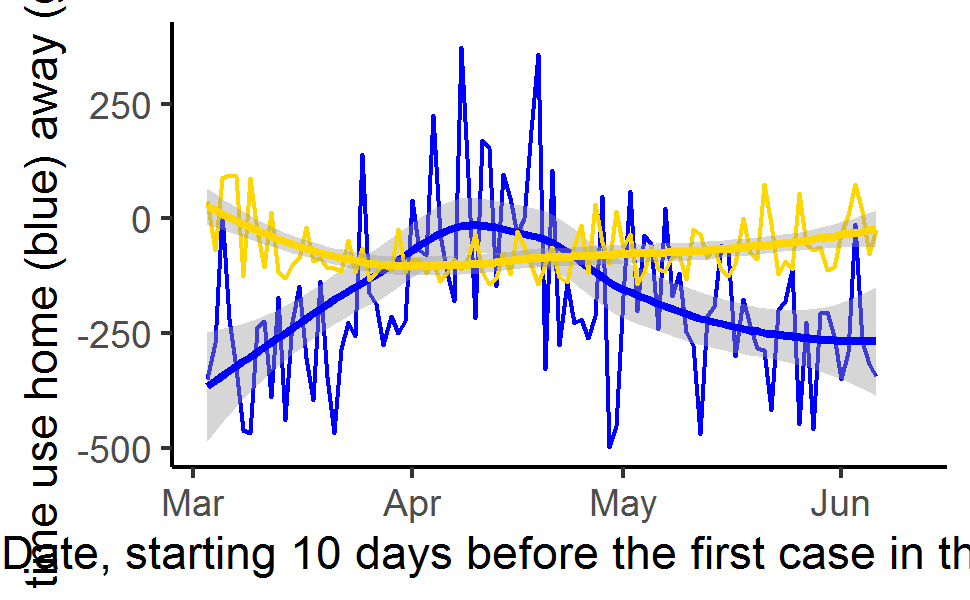 time use home (blue) away (
250
0
-250
-500
Mar Apr May Jun
Date, starting 10 days before the first case in th